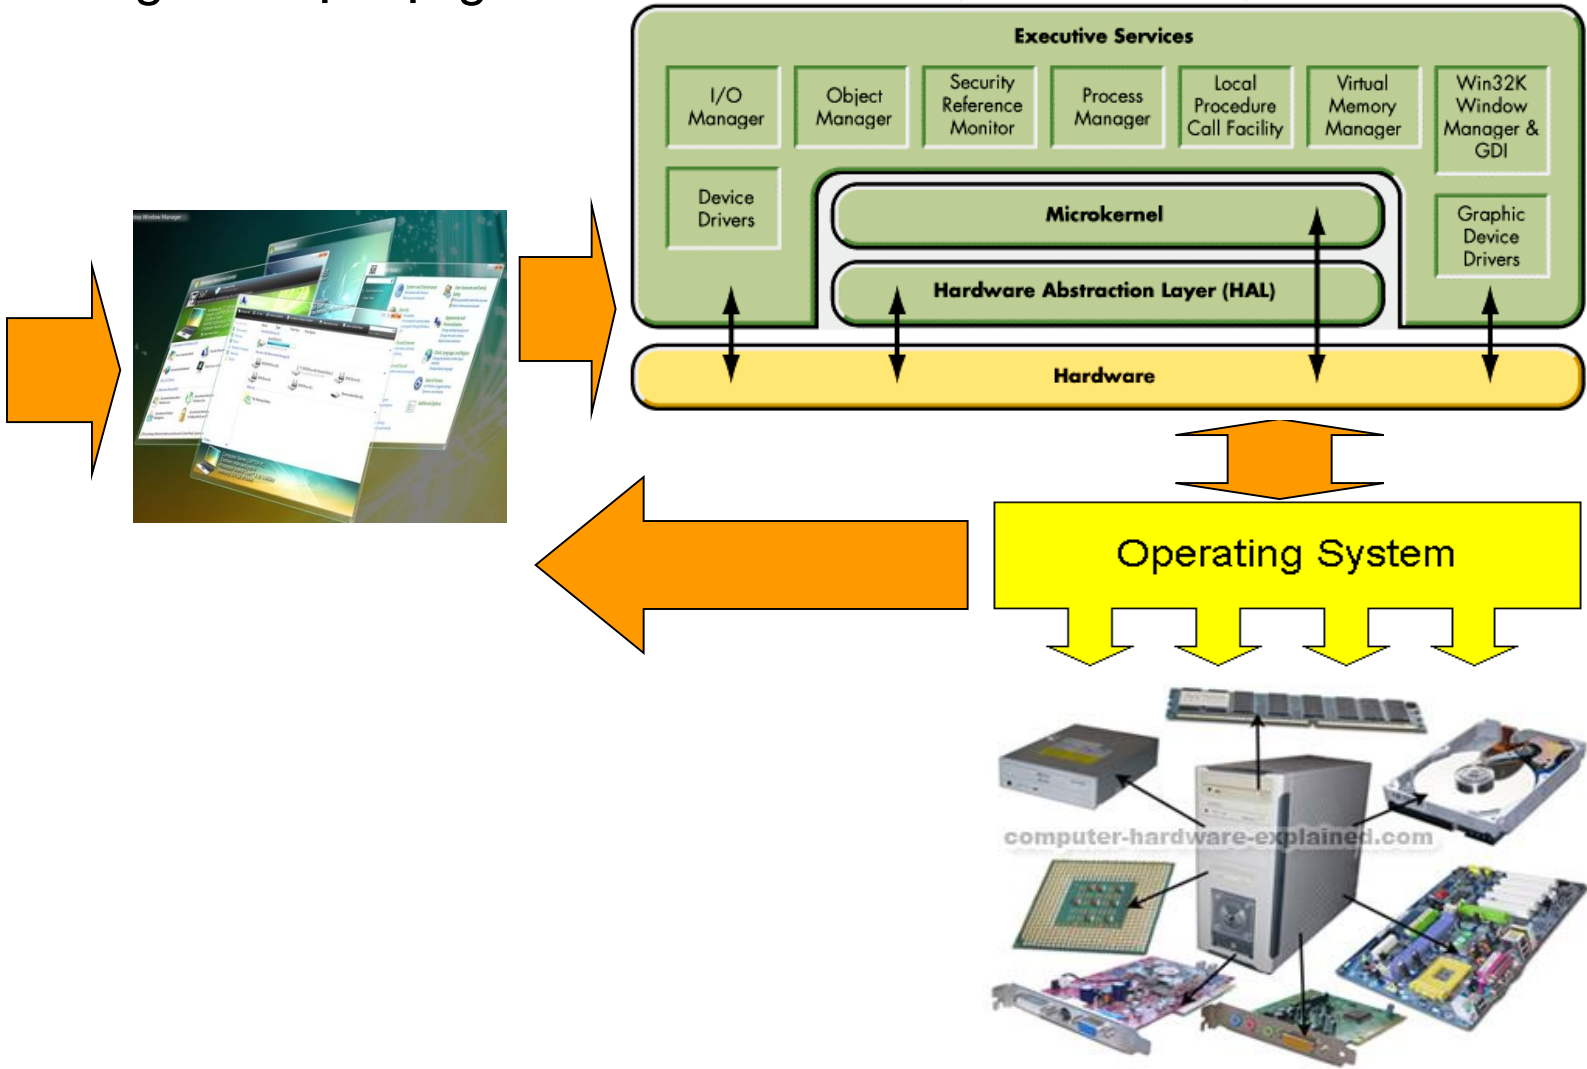 Executive Services
I/O
Manager
Object
Manager
Security
Reference
Monitor
Process
Manager
Local
Procedure
Call Facility
Virtual
Memory
Manager
Win32K
Window
Manager &
GDI
Device
Drivers
Graphic
Device
Drivers
Microkernel
Hardware Abstraction Layer (HAL)
Hardware
Operating System
computer-hardware-explained.com